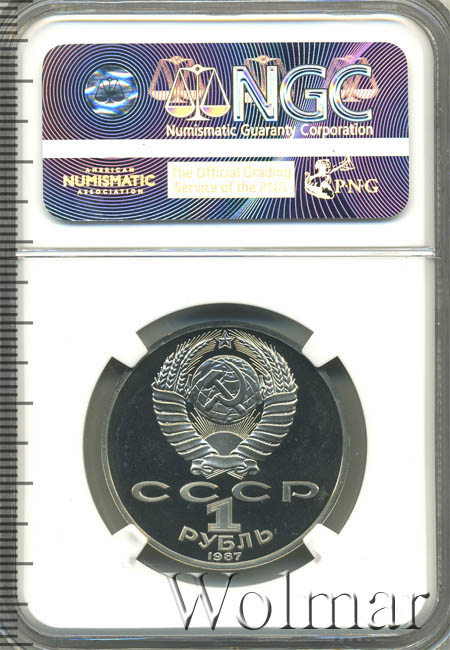 NGC
Numismatic Guaranty Corporation
AMERICAN
NUMISMATIC
ASSOCIATION
The Official Grading
Service of the PNG
PNG
СССР
1
РУБЛЬ
1987
Wolmar